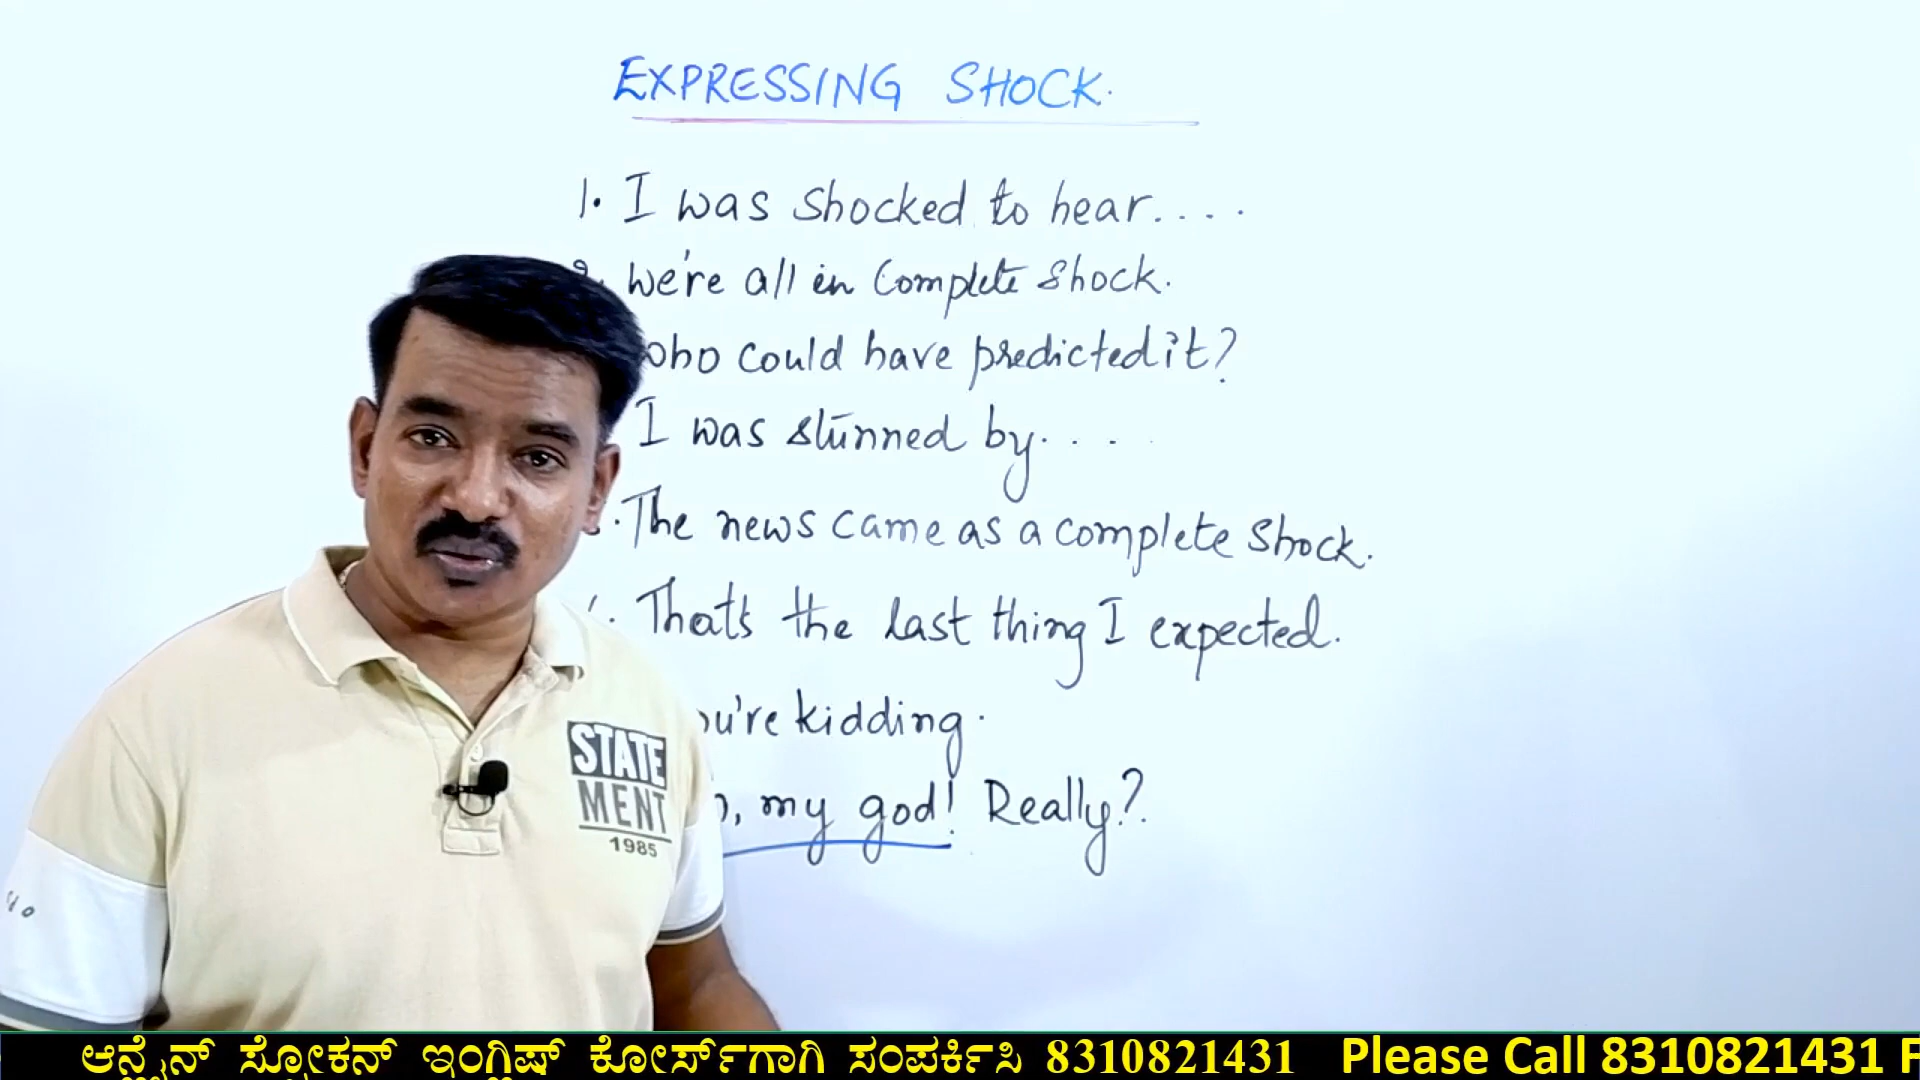 EXPRESSING SHOCK.
1. I was shocked to hear....
We're all in Complete Shock.
who could have predicted it?
I was stunned by. . .
.The news came as a complete shock.
. That's the last thing I expected.
ou're kidding.
, my god! Really?
STATE
MENT
1985
ಆನ್ಲೈನ್ ಸ್ಪೋಕನ್ ಇಂಗ್ಲಿಷ್ ಕೋರ್ಸ್‌ಗಾಗಿ ಸಂಪರ್ಕಿಸಿ 8310821431 Please Call 8310821431 F